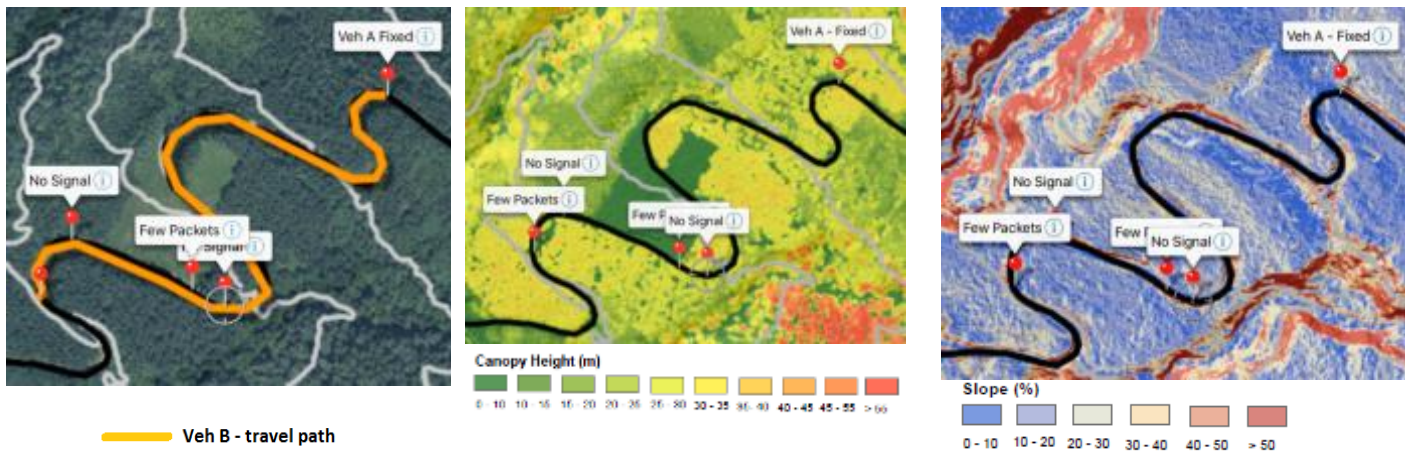 Veh A Fixed
No Signal
Few Packets
Veh B - travel path
Veh A - Fixed
No Signal
Few Packets
No Signal
Canopy Height (m)
0 - 10 10 - 15 15 - 20 20 - 25 25 - 30 30 - 35 35- 40 40 - 45 45 - 55
Veh A - Fixed
No Signal
Few Packets
No Signal
Slope (%)
0 - 10 10 - 20 20 - 30 30 - 40 40 - 50 > 50